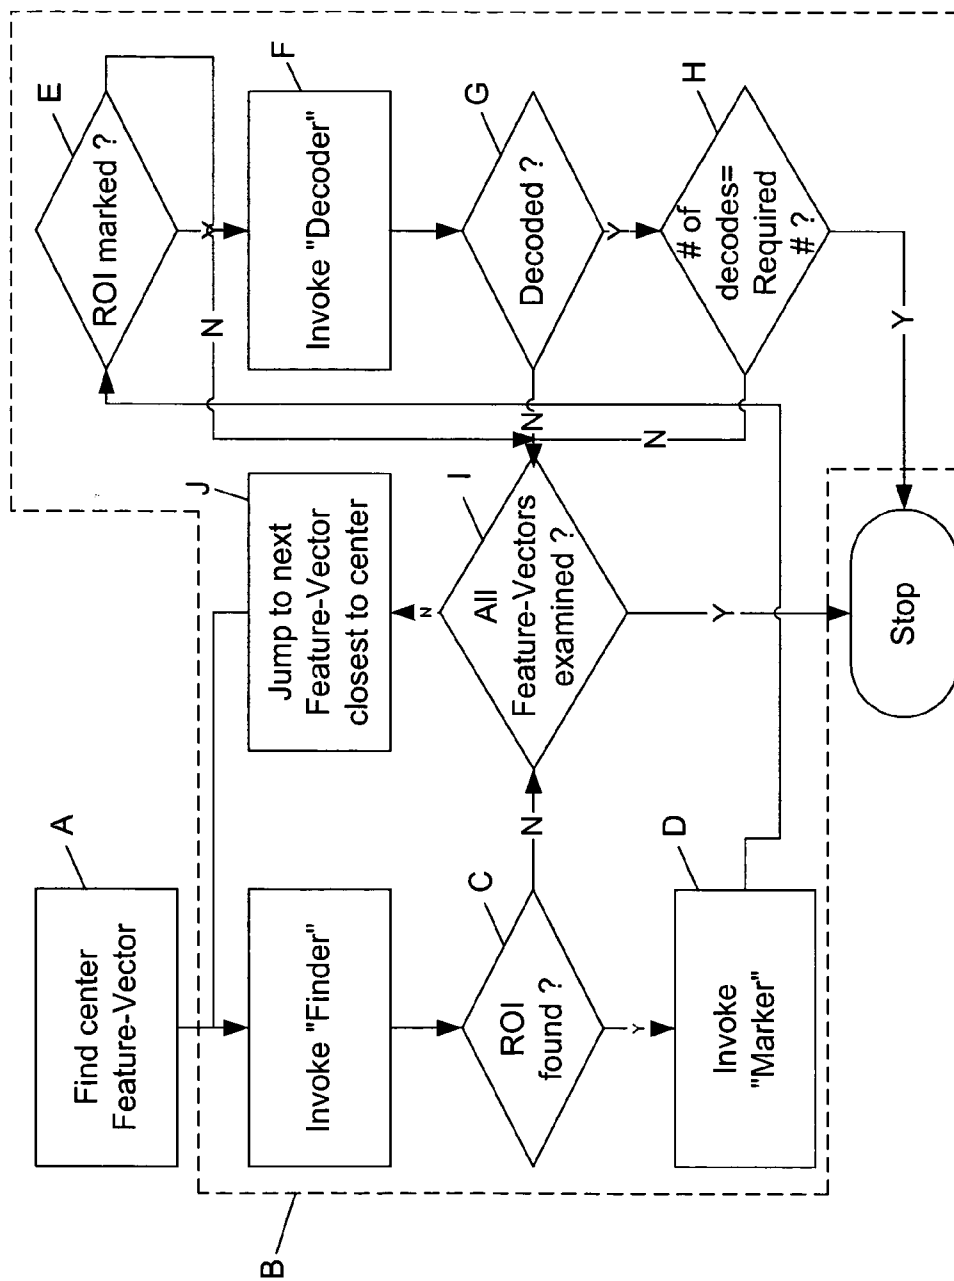 A
Find center
Feature-Vector
B
Invoke "Finder"
C
ROI
found ?
N
Y
D
Invoke
"Marker"
J
Jump to next
Feature-Vector
closest to center
N
I
All
Feature-Vectors
examined ?
Y
Stop
E
ROI marked ?
N
Y
F
Invoke "Decoder"
G
Decoded ?
N
Y
H
# of
decodes=
Required
# ?
N
Y